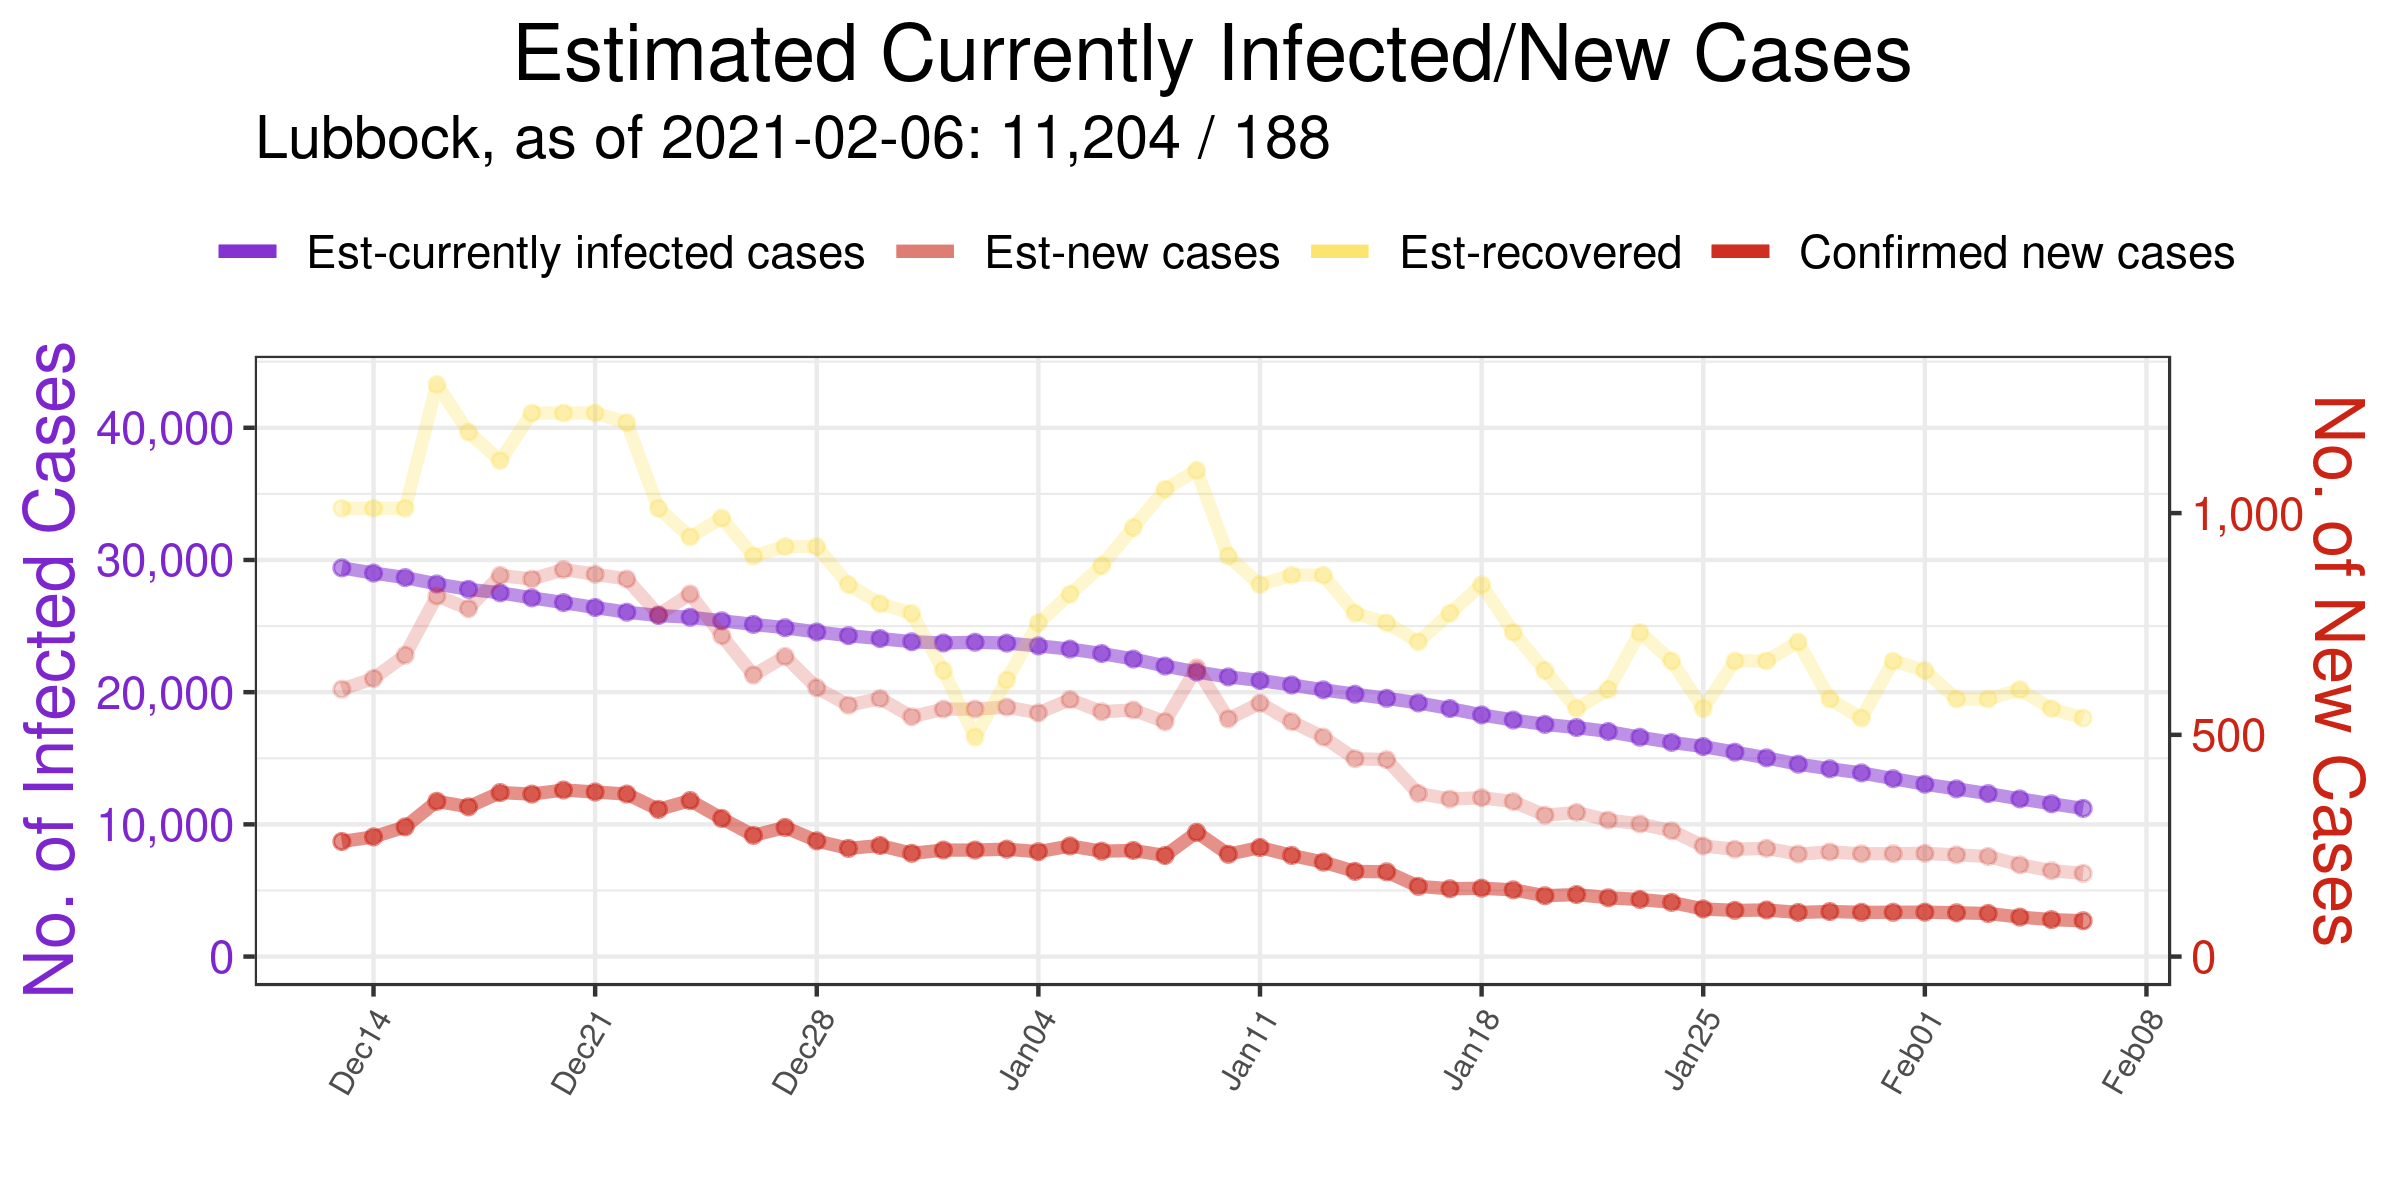 Estimated Currently Infected/New Cases
Lubbock, as of 2021-02-06: 11,204 / 188
Est-currently infected cases
Est-new cases
Est-recovered
Confirmed new cases
No. of Infected Cases
40,000
30,000
20,000
10,000
0
No. of New Cases
1,000
500
0
Dec14
Dec21
Dec28
Jan04
Jan11
Jan18
Jan25
Feb01
Feb08